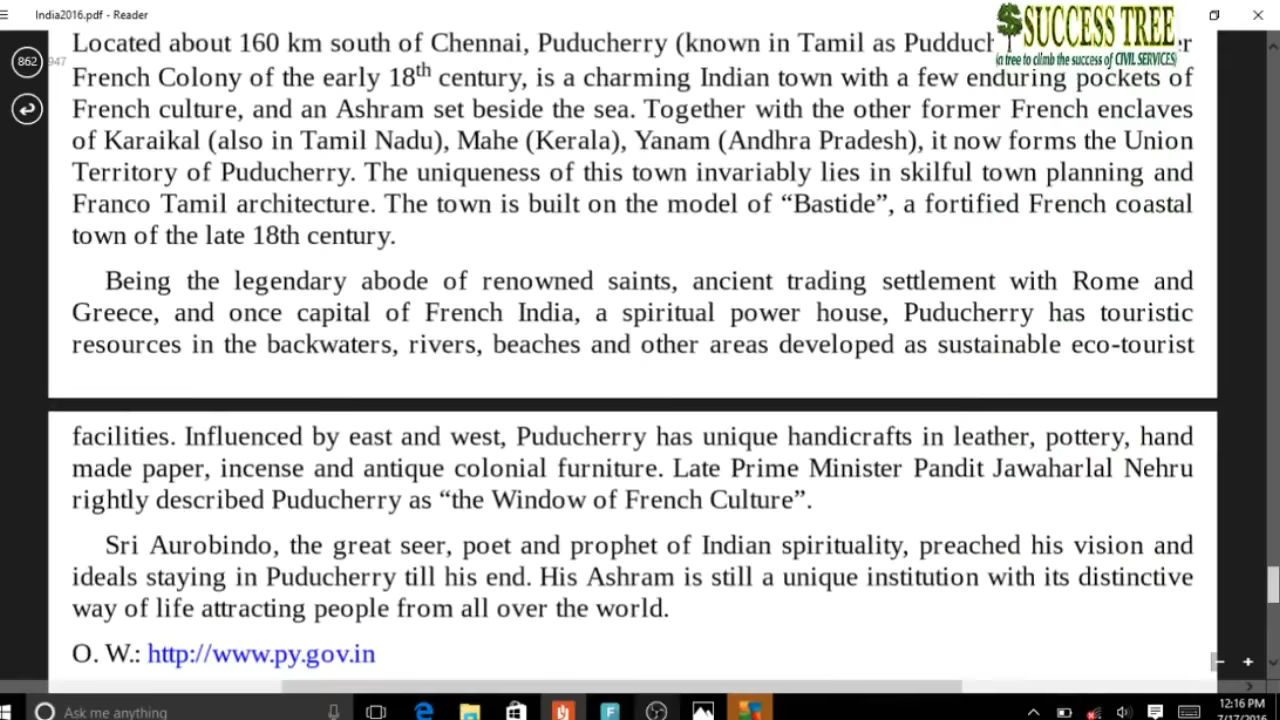 India2016.pdf - Reader
SUCCESS TREE
(a tree to climb the success of CIVIL SERVICES)
862
947
Located about 160 km south of Chennai, Puducherry (known in Tamil as
French Colony of the early 18th century, is a charming Indian town with a few enduring pockets of
French culture, and an Ashram set beside the sea. Together with the other former French enclaves
of Karaikal (also in Tamil Nadu), Mahe (Kerala), Yanam (Andhra Pradesh), it now forms the Union
Territory of Puducherry. The uniqueness of this town invariably lies in skilful town planning and
Franco Tamil architecture. The town is built on the model of “Bastide”, a fortified French coastal
town of the late 18th century.
Being the legendary abode of renowned saints, ancient trading settlement with Rome and
Greece, and once capital of French India, a spiritual power house, Puducherry has touristic
resources in the backwaters, rivers, beaches and other areas developed as sustainable eco-tourist
facilities. Influenced by east and west, Puducherry has unique handicrafts in leather, pottery, hand
made paper, incense and antique colonial furniture. Late Prime Minister Pandit Jawaharlal Nehru
rightly described Puducherry as “the Window of French Culture”.
Sri Aurobindo, the great seer, poet and prophet of Indian spirituality, preached his vision and
ideals staying in Puducherry till his end. His Ashram is still a unique institution with its distinctive
way of life attracting people from all over the world.
O. W.: http://www.py.gov.in
Ask me anything
12:16 PM